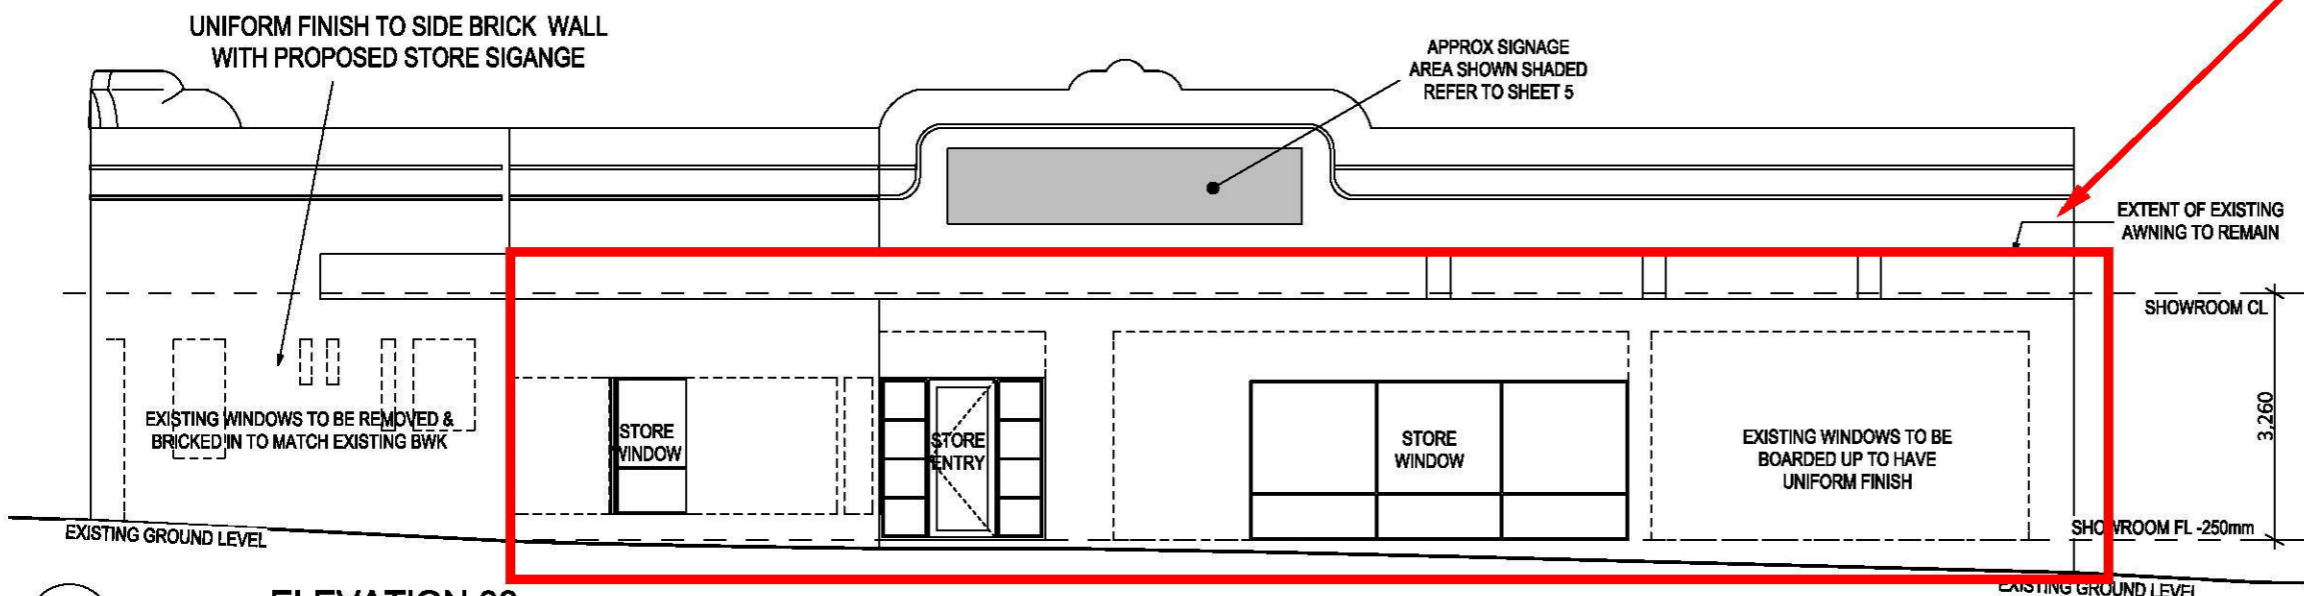 UNIFORM FINISH TO SIDE BRICK WALL
WITH PROPOSED STORE SIGANGE
APPROX SIGNAGE
AREA SHOWN SHADED
REFER TO SHEET 5
EXTENT OF EXISTING
AWNING TO REMAIN
SHOWROOM CL
3,260
EXISTING WINDOWS TO BE REMOVED &
BRICKED IN TO MATCH EXISTING BWK
STORE
WINDOW
STORE
ENTRY
STORE
WINDOW
EXISTING WINDOWS TO BE
BOARDED UP TO HAVE
UNIFORM FINISH
SHOWROOM FL -250mm
EXISTING GROUND LEVEL
EXISTING GROUND LEVEL
ELEVATION